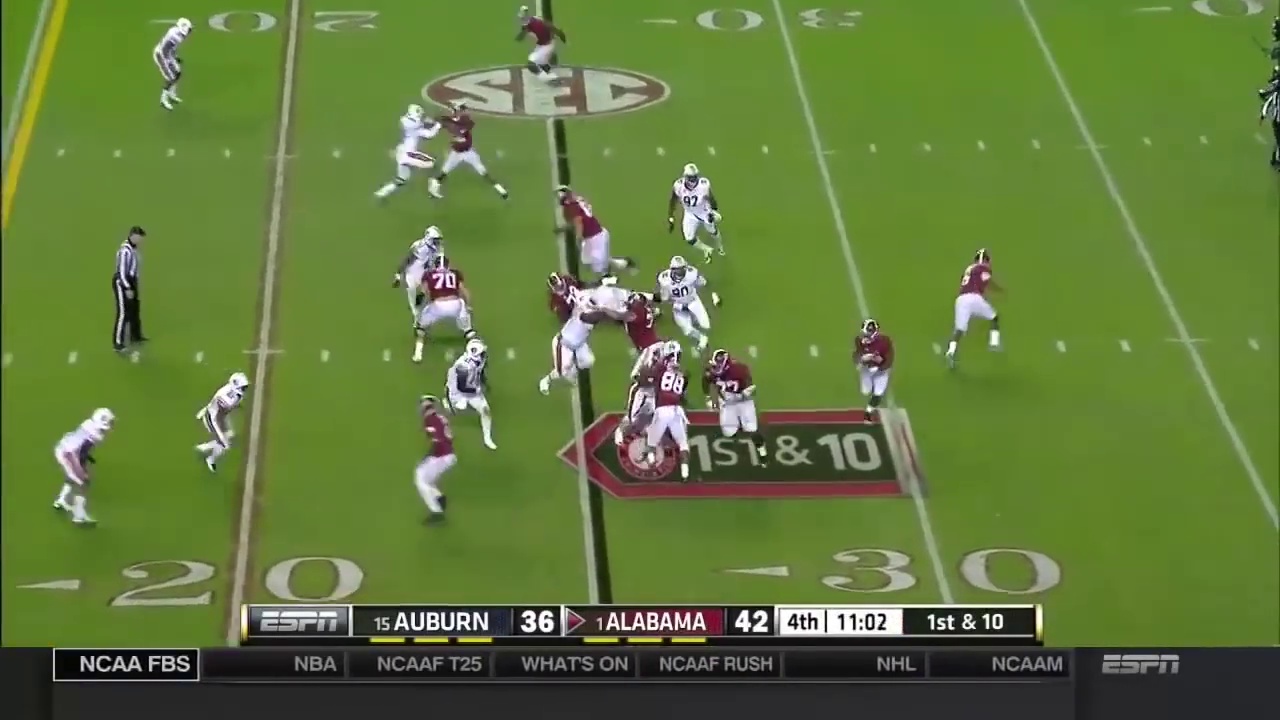 20 30
SEC
97
70
90
88
77
1ST & 10
20 30
ESPN 15 AUBURN 36 1 ALABAMA 42 4th 11:02 1st & 10
NCAA FBS NBA NCAAF T25 WHAT'S ON NCAAF RUSH NHL NCAAM ESPN